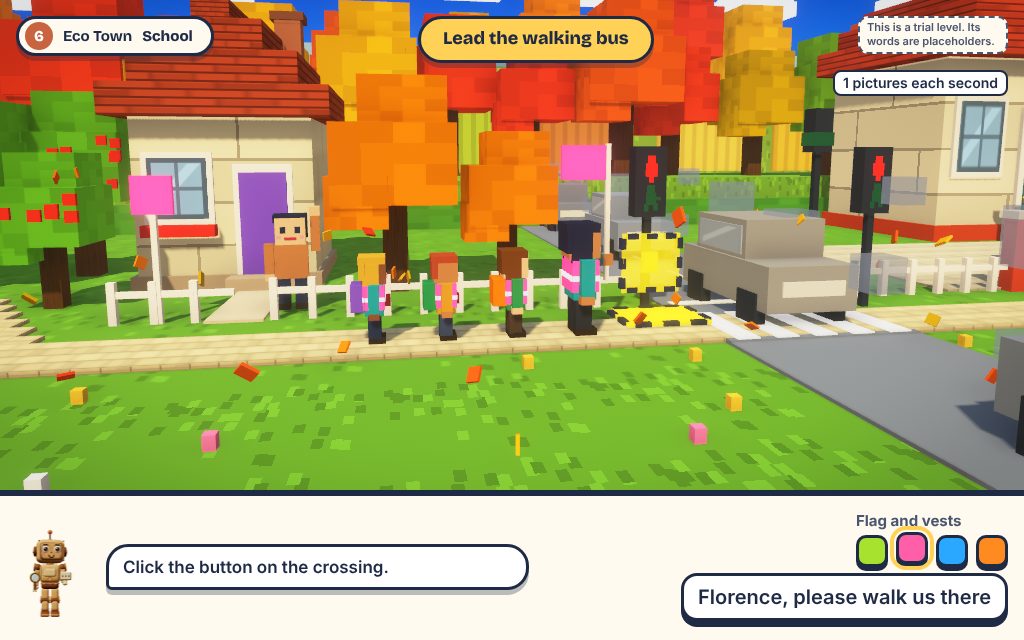 6 Eco Town School
Lead the walking bus
This is a trial level. Its
words are placeholders.
1 pictures each second
Flag and vests
Click the button on the crossing.
Florence, please walk us there